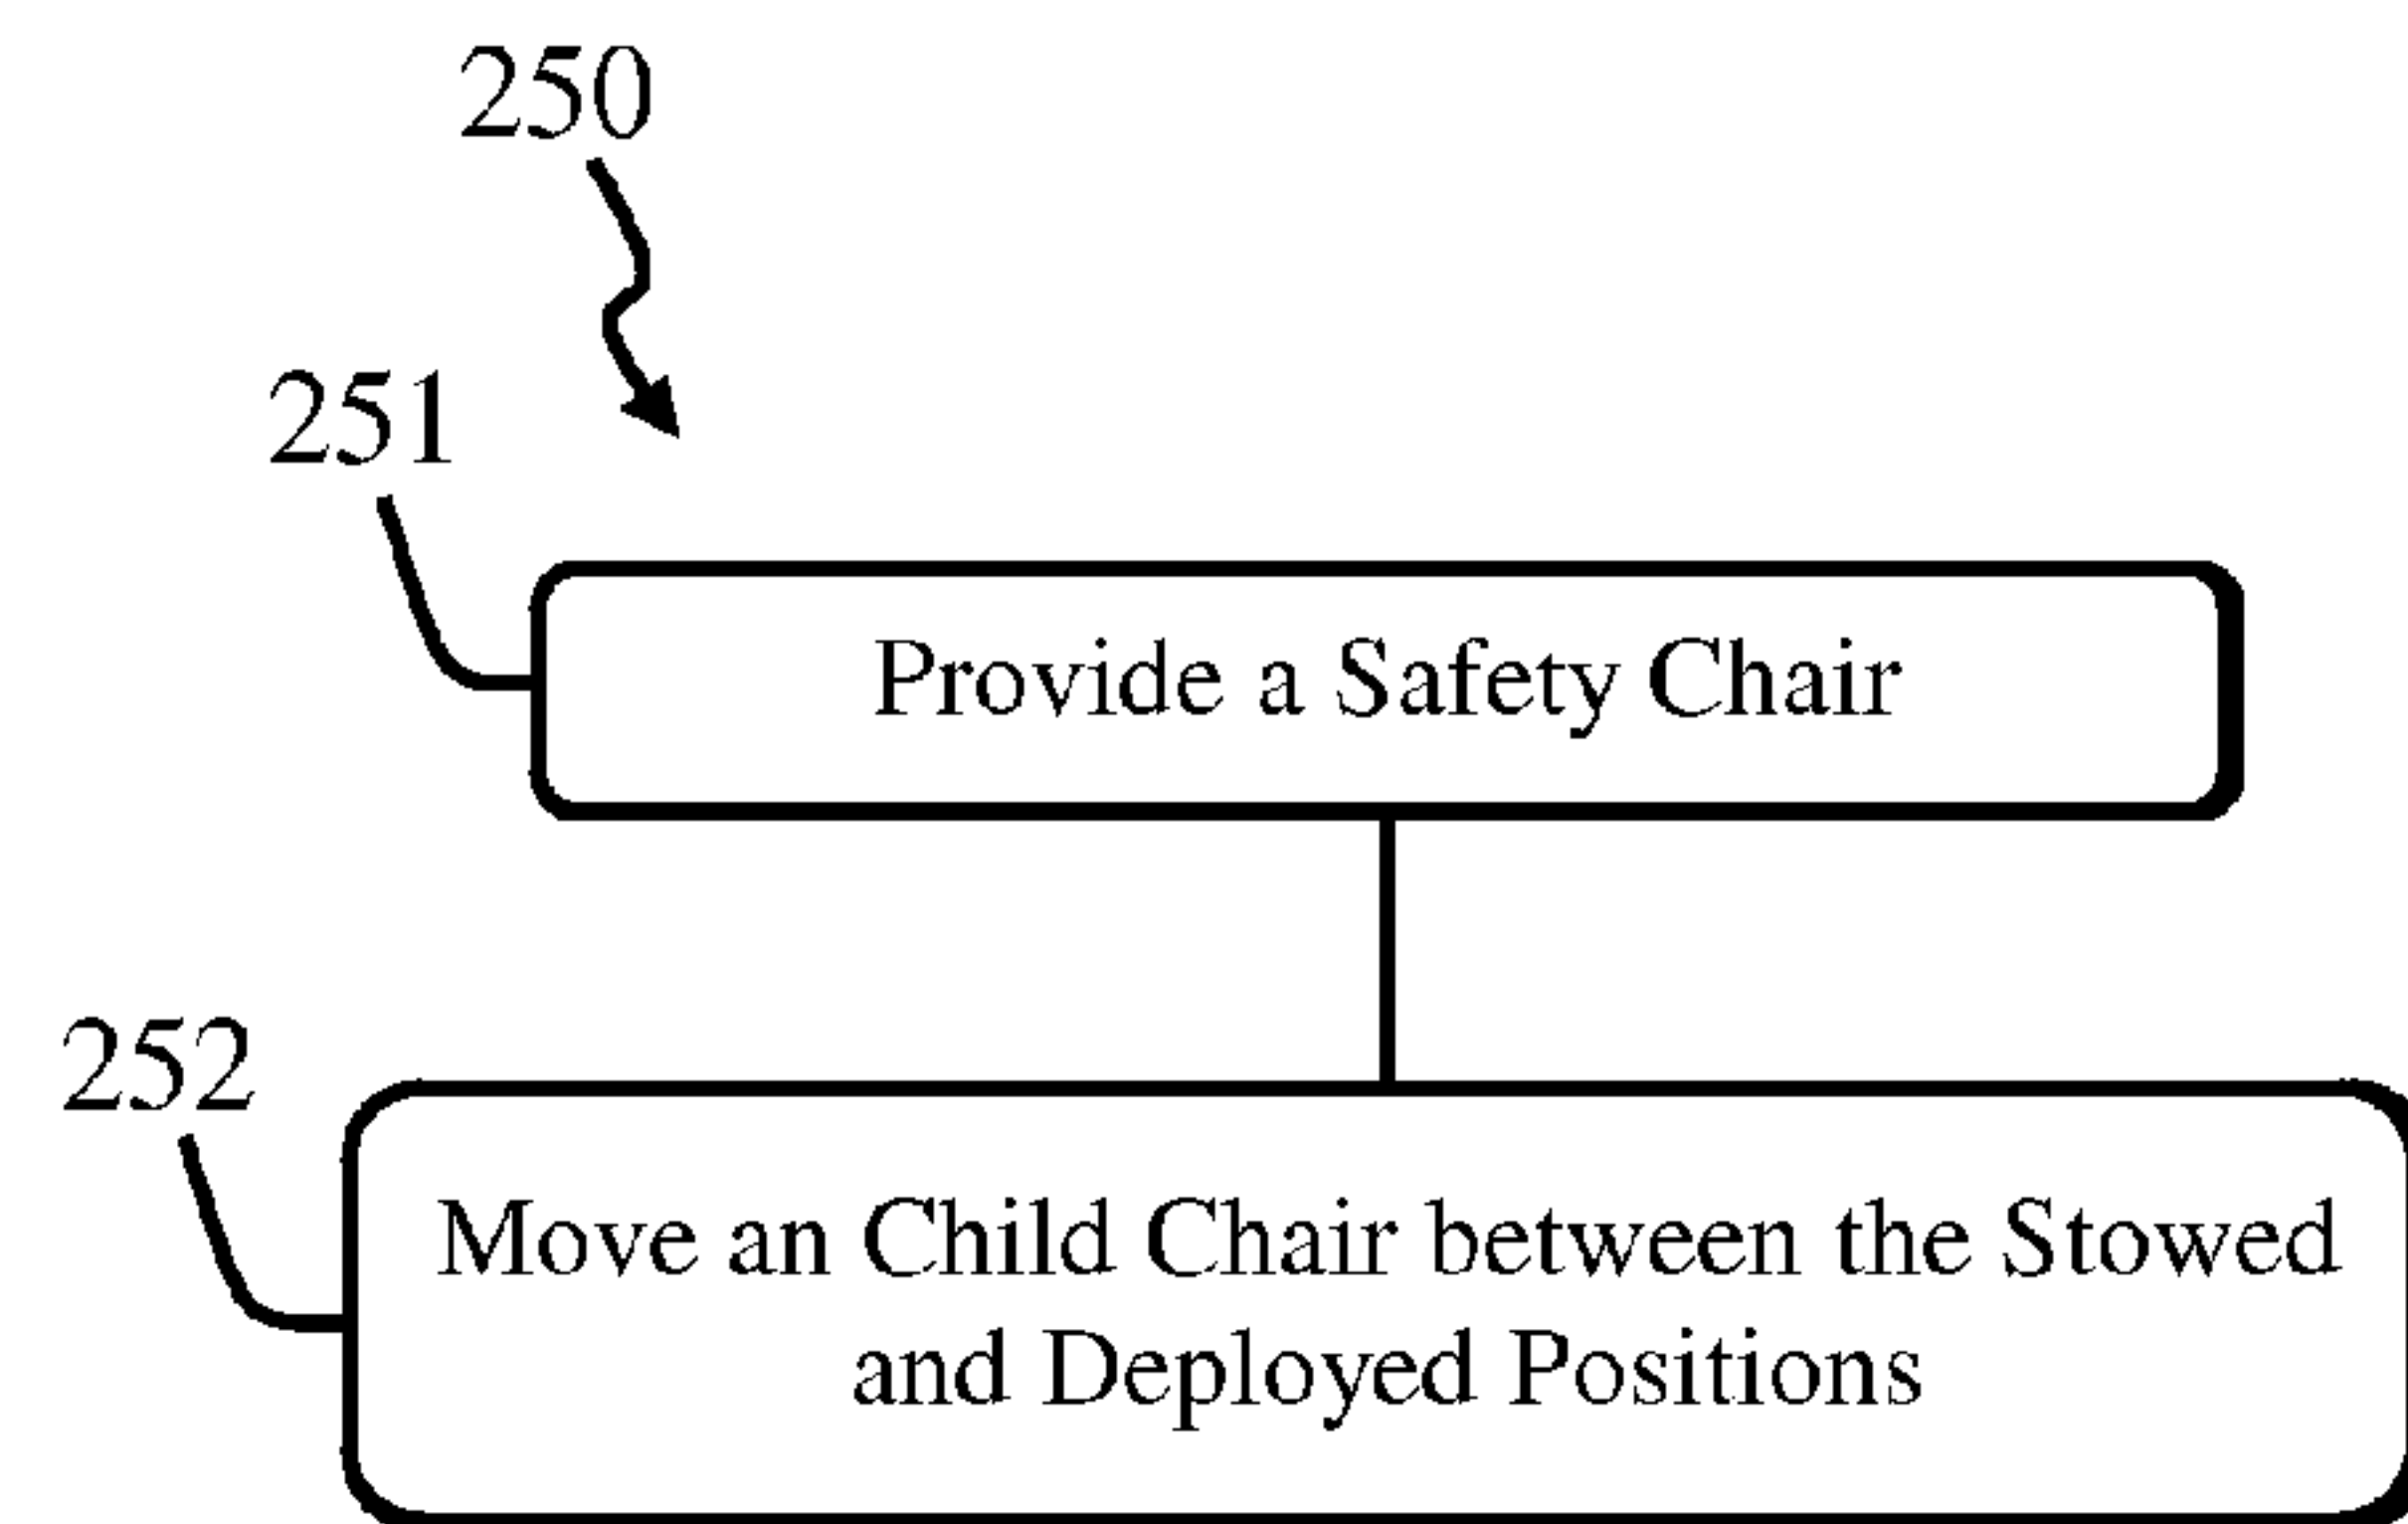 250
251
Provide a Safety Chair
252
Move an Child Chair between the Stowed
and Deployed Positions